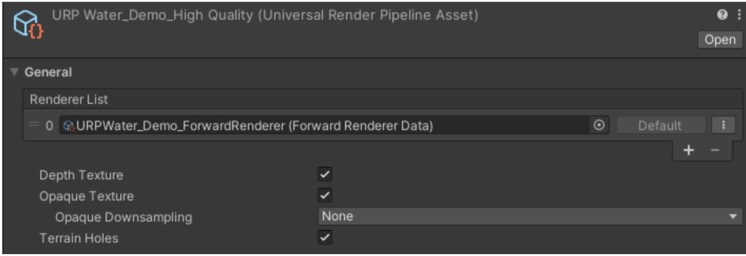 URP Water_Demo_High Quality (Universal Render Pipeline Asset)
Open
General
Renderer List
0 URPWater_Demo_ForwardRenderer (Forward Renderer Data) Default
Depth Texture
Opaque Texture
Opaque Downsampling None
Terrain Holes